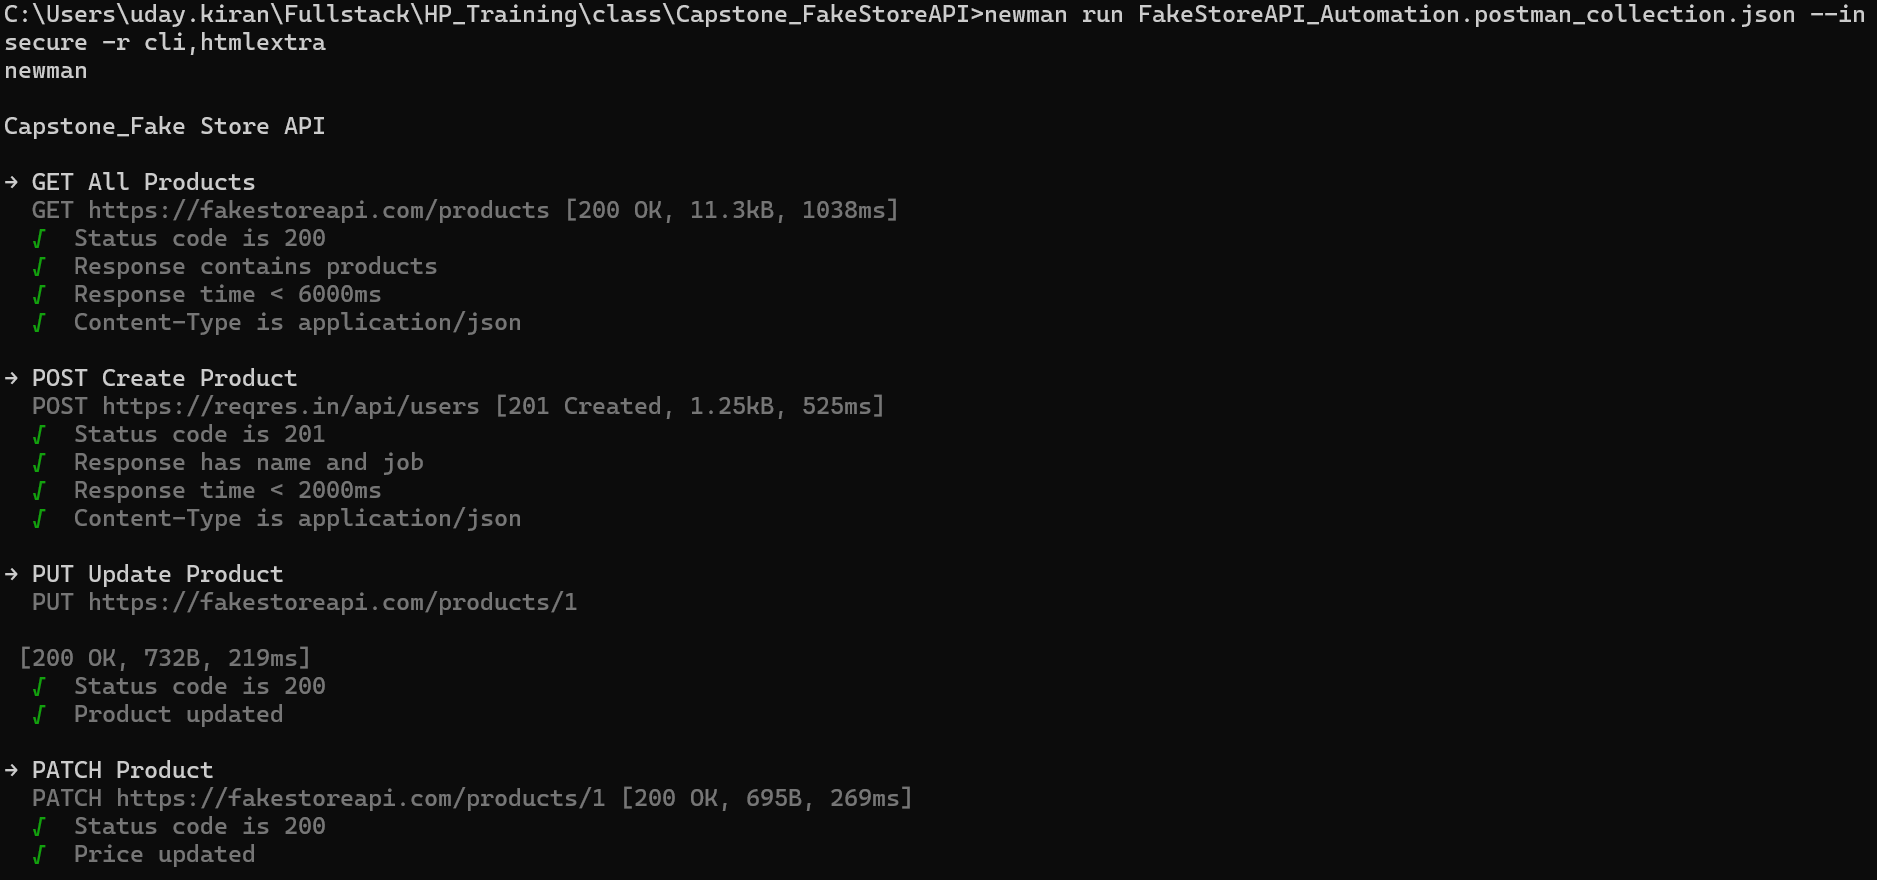 C:\Users\uday.kiran\Fullstack\HP_Training\class\Capstone_FakeStoreAPI>newman run FakeStoreAPI_Automation.postman_collection.json --in
secure -r cli,htmlextra
newman
Capstone_Fake Store API
→ GET All Products
GET https://fakestoreapi.com/products [200 OK, 11.3kB, 1038ms]
√ Status code is 200
√ Response contains products
√ Response time < 6000ms
√ Content-Type is application/json
→ POST Create Product
POST https://reqres.in/api/users [201 Created, 1.25kB, 525ms]
√ Status code is 201
√ Response has name and job
√ Response time < 2000ms
√ Content-Type is application/json
→ PUT Update Product
PUT https://fakestoreapi.com/products/1
[200 OK, 732B, 219ms]
√ Status code is 200
√ Product updated
→ PATCH Product
PATCH https://fakestoreapi.com/products/1 [200 OK, 695B, 269ms]
√ Status code is 200
√ Price updated